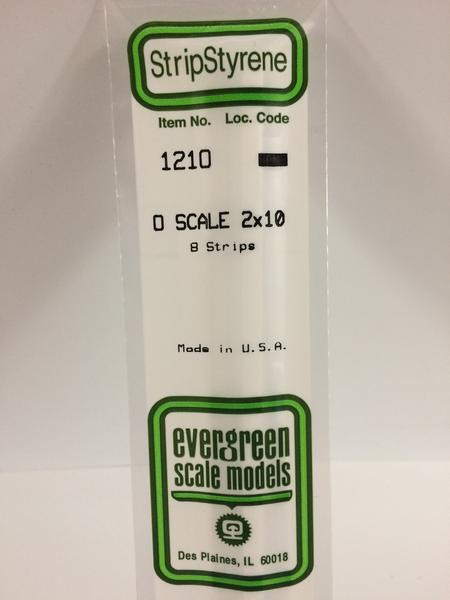 StripStyrene
Item No. Loc. Code
1210
O SCALE 2x10
8 Strips
Made in U.S.A.
evergreen
scale models
Des Plaines, IL 60018